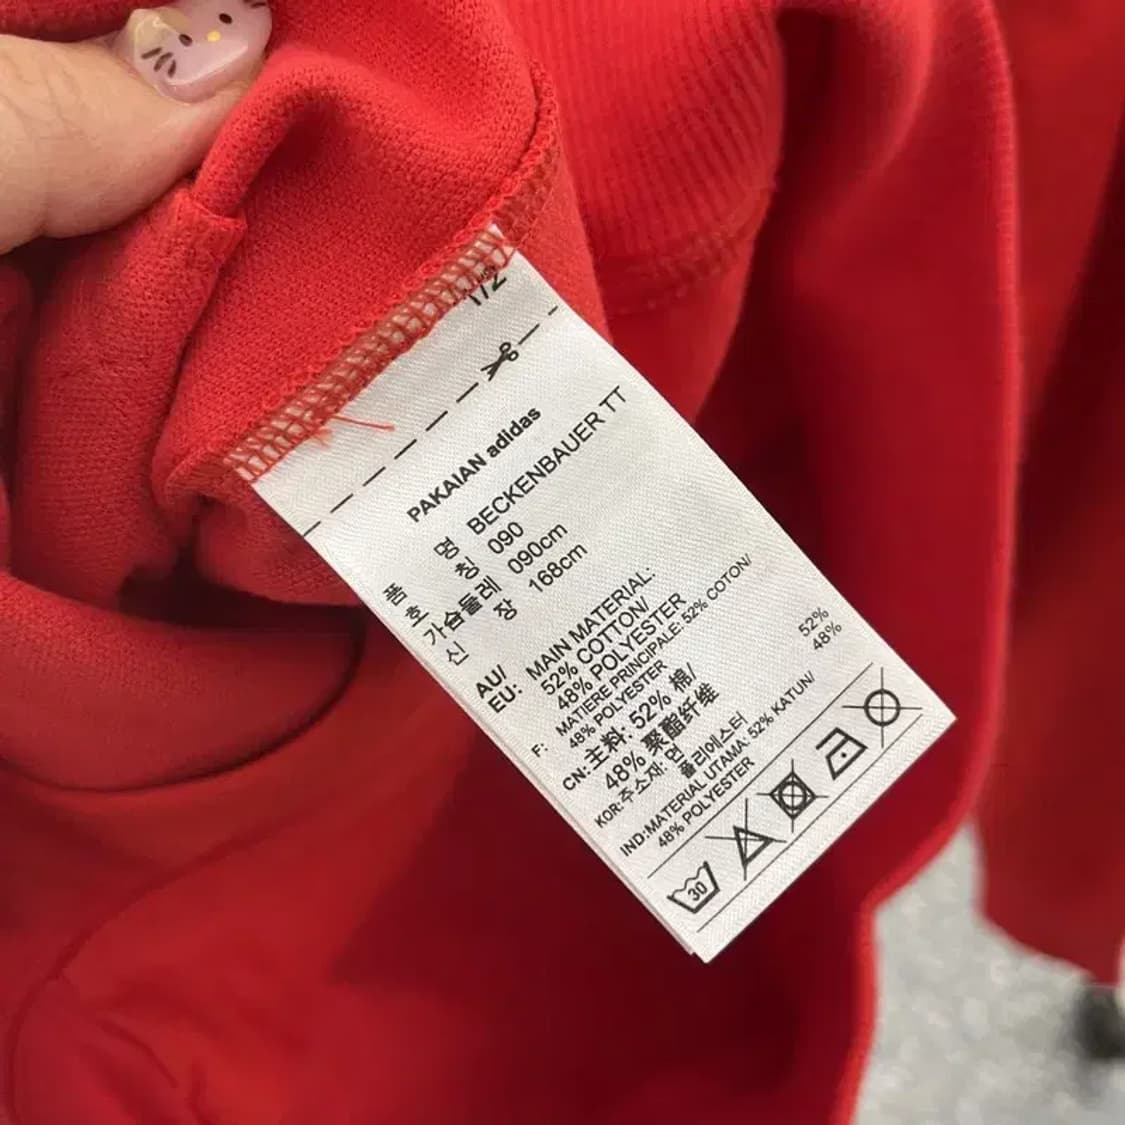 1/2
PAKAIAN adidas
품 명 BECKENBAUER TT
호 칭 090
가슴둘레 090cm
신 장 168cm
AU/
EU: MAIN MATERIAL:
52% COTTON/
48% POLYESTER
F: MATIERE PRINCIPALE: 52% COTON/
48% POLYESTER
CN: 主料: 52% 棉/
48% 聚酯纤维
KOR: 주소재: 면 52%
폴리에스터 48%
IND: MATERIAL UTAMA: 52% KATUN/
48% POLYESTER
30